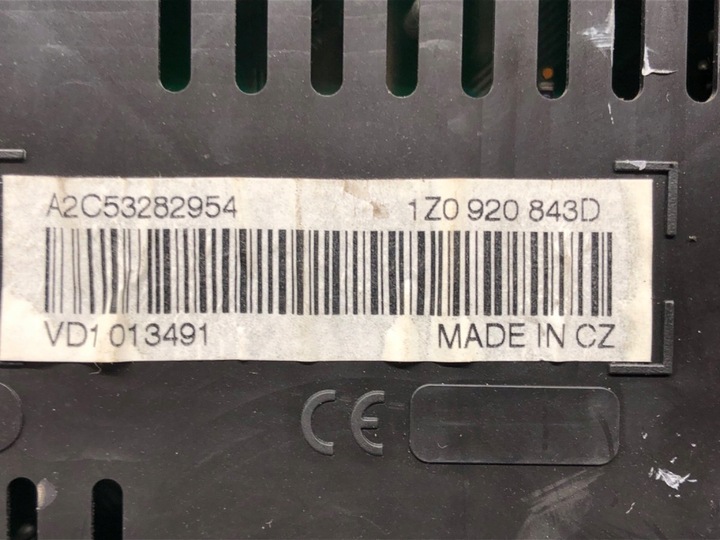 A2C53282954 1Z0 920 843D
VD1 013491 MADE IN CZ
CE